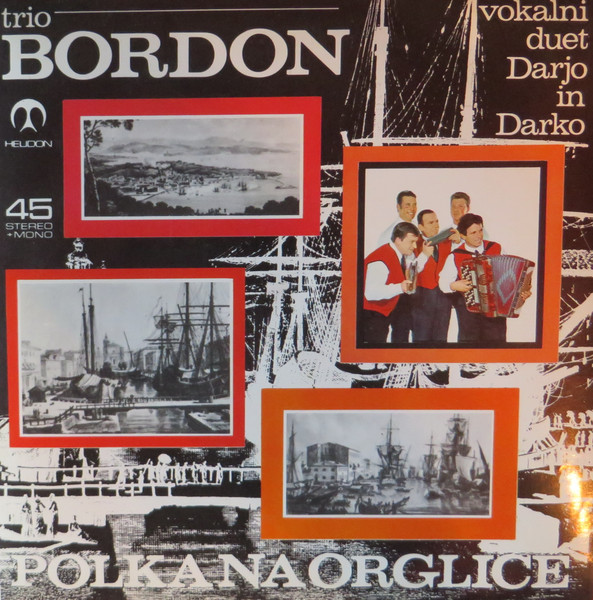 trio
BORDON
vokalni
duet
Darjo
in
Darko
HELIDON
45
STEREO
+MONO
POLKA NA ORGLICE